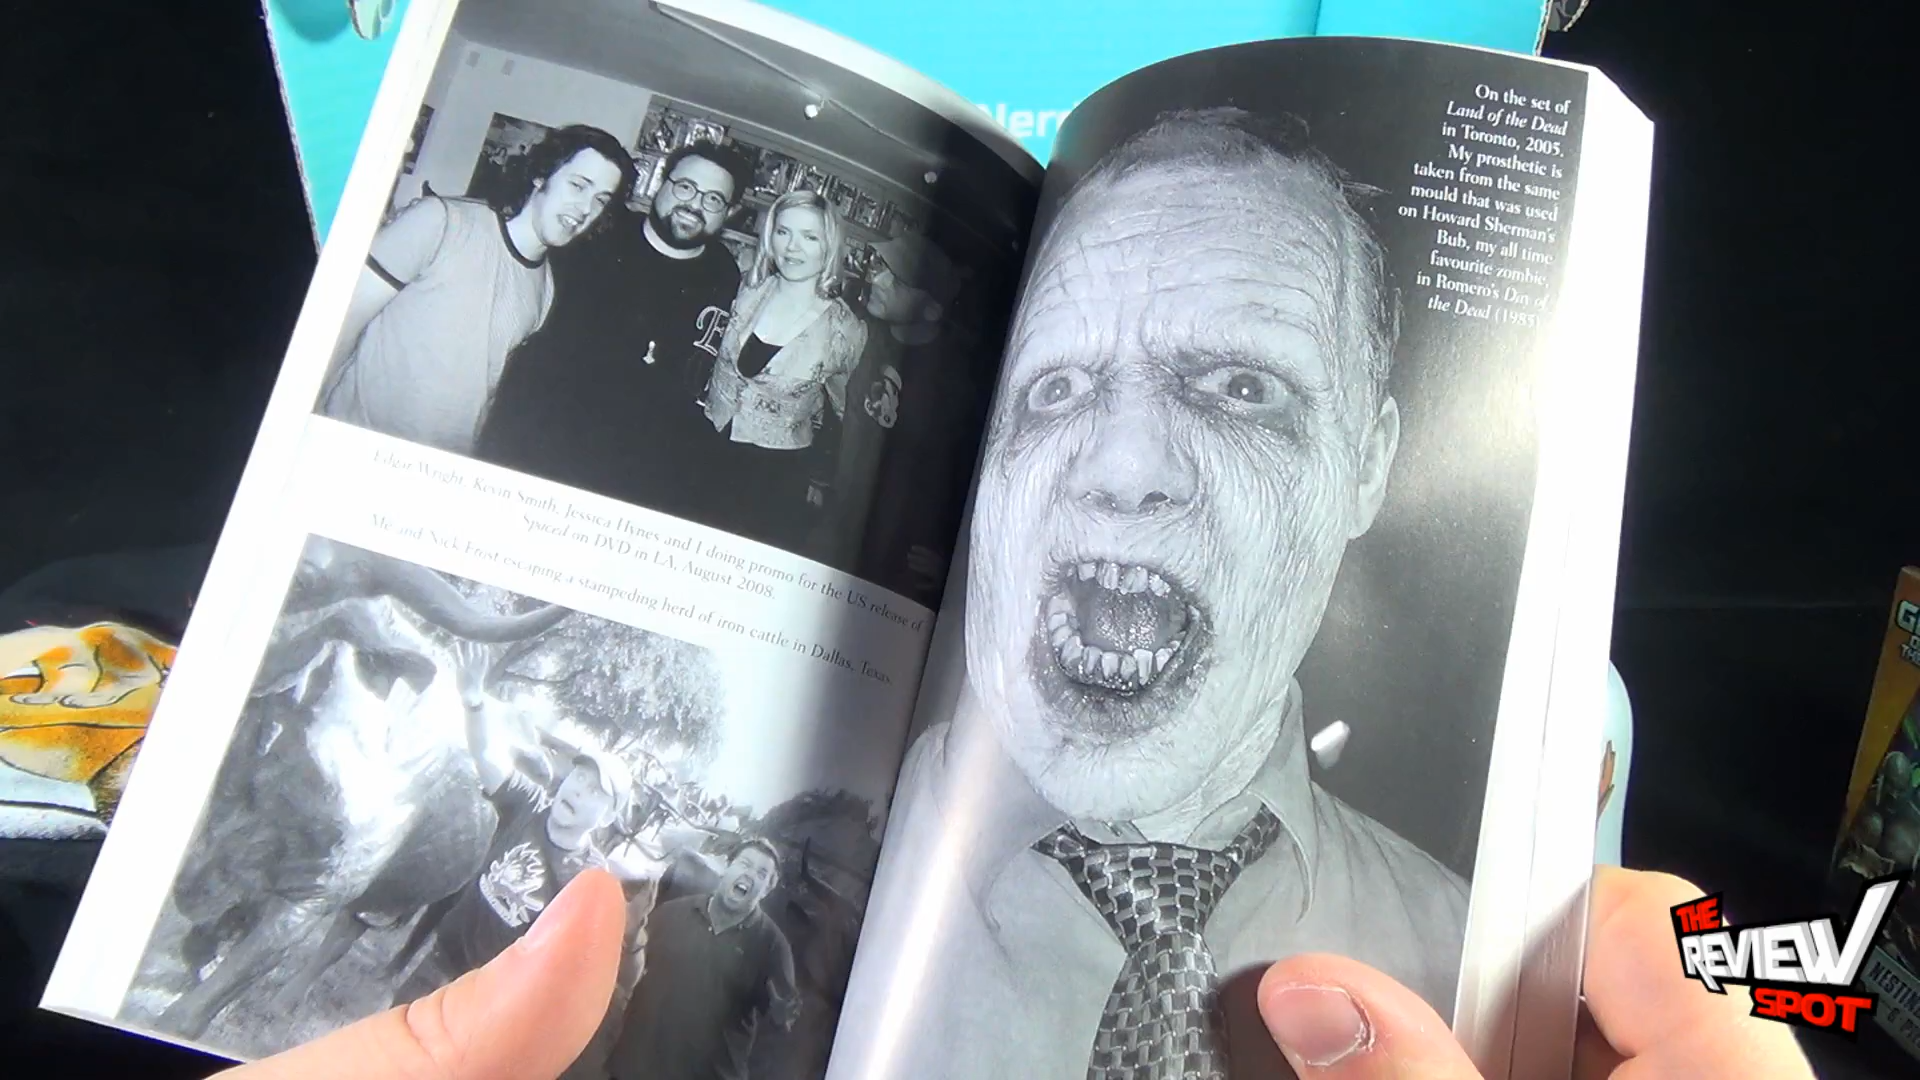 Edgar Wright, Kevin Smith, Jessica Hynes and I doing promo for the US release of
Spaced on DVD in LA, August 2008.
Me and Nick Frost escaping a stampeding herd of iron cattle in Dallas, Texas.
On the set of
Land of the Dead
in Toronto, 2005.
My prosthetic is
taken from the same
mould that was used
on Howard Sherman's
Bub, my all time
favourite zombie,
in Romero's Day of
the Dead (1985)
THE
REVIEW
SPOT